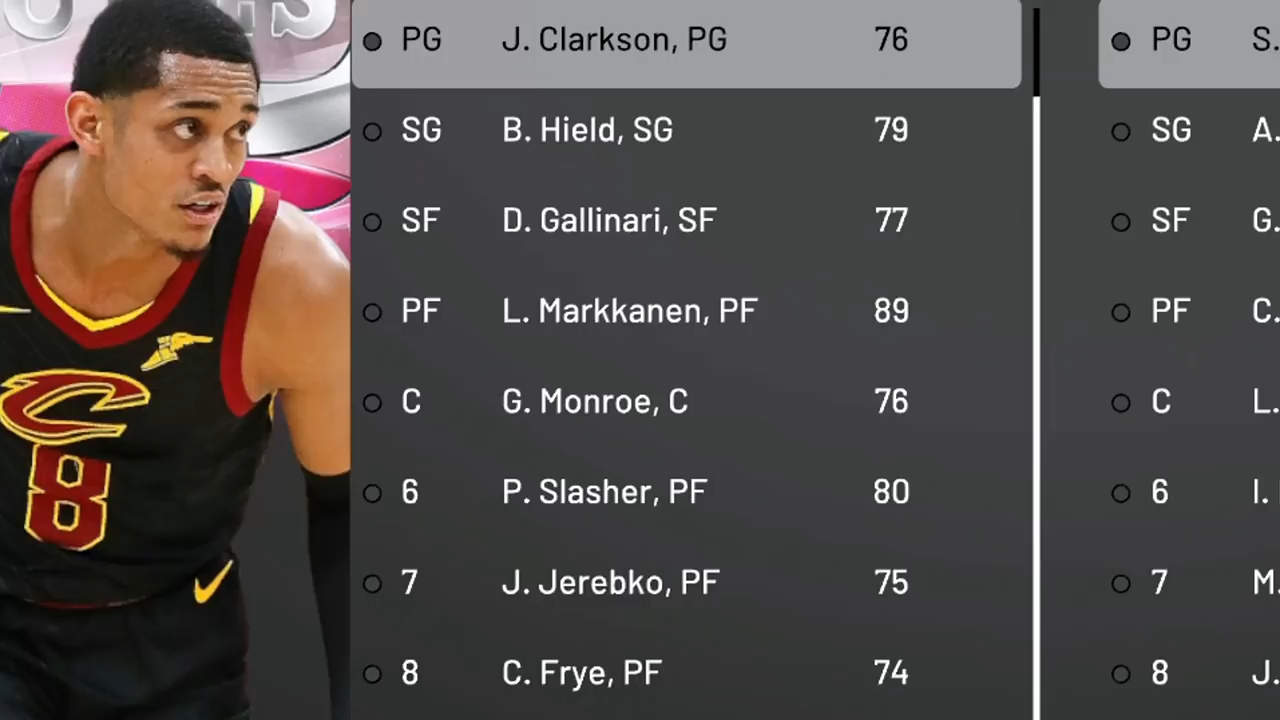 PG J. Clarkson, PG 76 PG S.
SG B. Hield, SG 79 SG A.
SF D. Gallinari, SF 77 SF G.
PF L. Markkanen, PF 89 PF C.
C G. Monroe, C 76 C L.
6 P. Slasher, PF 80 6 I.
7 J. Jerebko, PF 75 7 M.
8 C. Frye, PF 74 8 J.
C
8